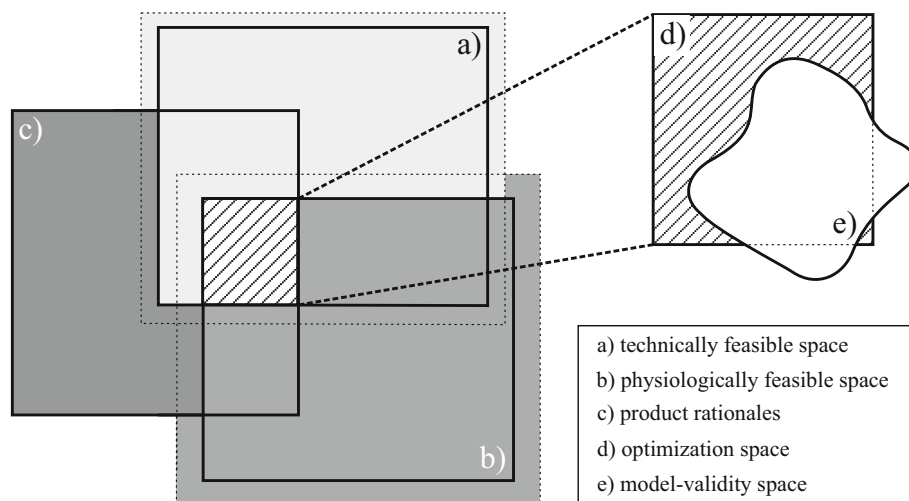 a)
d)
c)
e)
b)
a) technically feasible space
b) physiologically feasible space
c) product rationales
d) optimization space
e) model-validity space